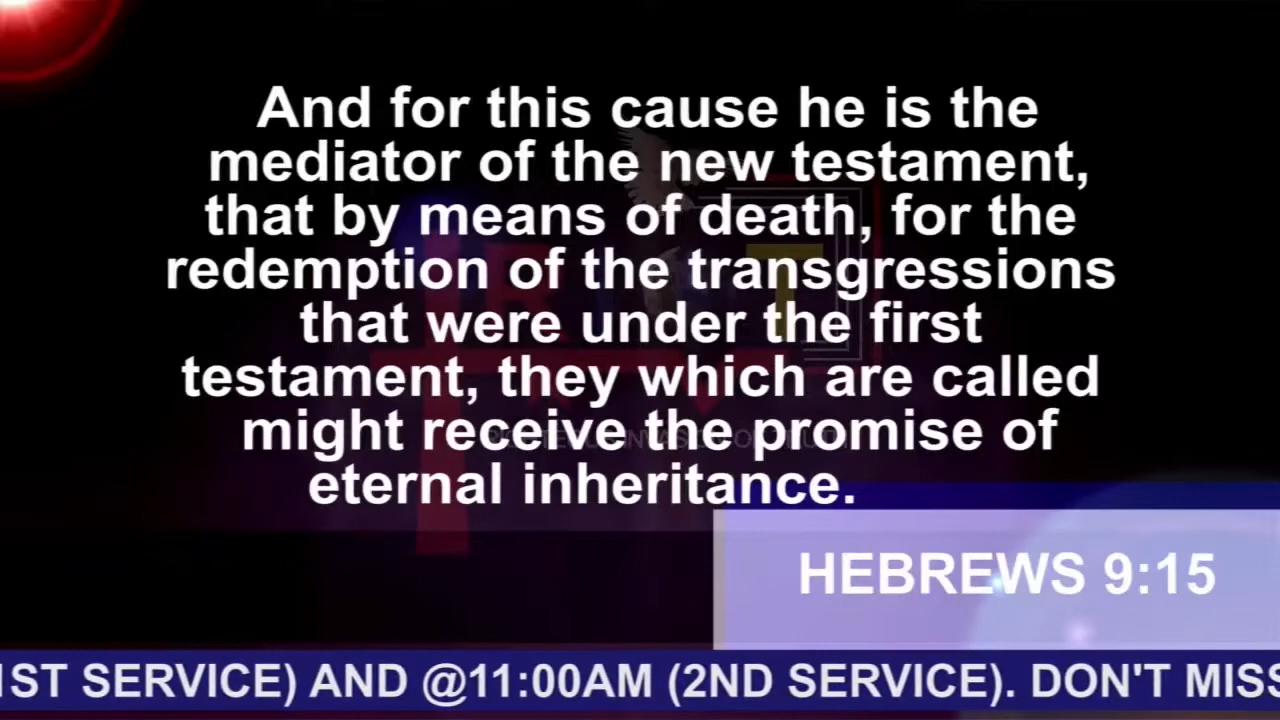 And for this cause he is the
mediator of the new testament,
that by means of death, for the
redemption of the transgressions
that were under the first
testament, they which are called
might receive the promise of
eternal inheritance.
HEBREWS 9:15
1ST SERVICE) AND @11:00AM (2ND SERVICE). DON'T MISS